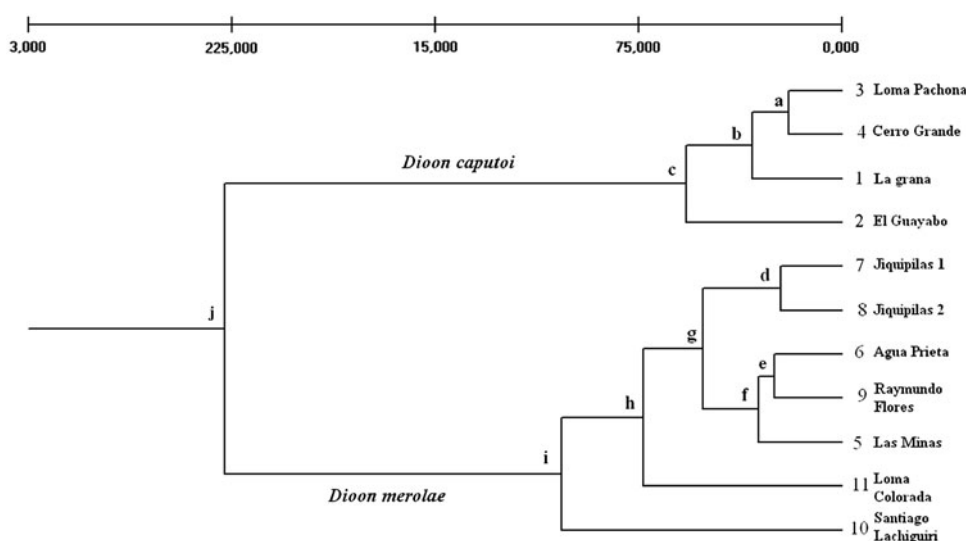 3,000 225,000 15,000 75,000 0,000
a 3 Loma Pachona
b 4 Cerro Grande
Dioon caputoi
c 1 La grana
2 El Guayabo
7 Jiquipilas 1
d
8 Jiquipilas 2
j
g
6 Agua Prieta
e
f 9 Raymundo
Flores
h
5 Las Minas
i
11 Loma
Colorada
Dioon merolae
10 Santiago
Lachiguiri